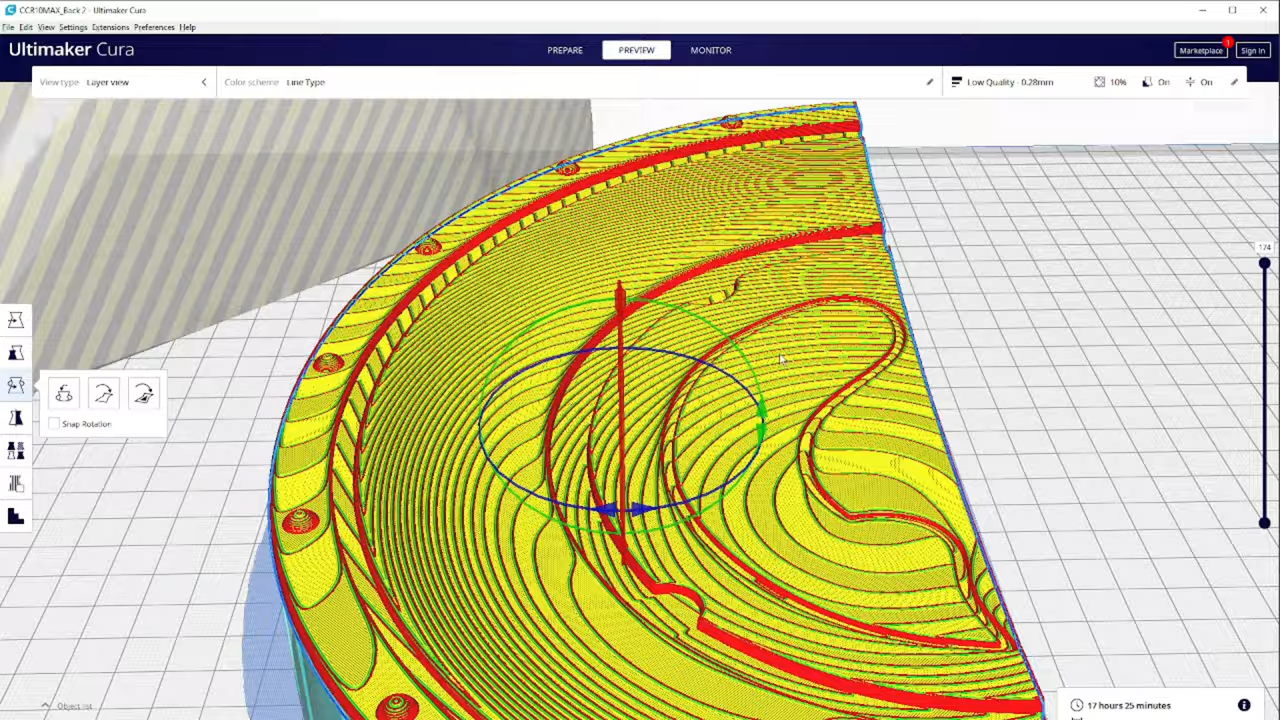 CCR10MAX_Back 2 - Ultimaker Cura
File Edit View Settings Extensions Preferences Help
Ultimaker Cura
PREPARE
PREVIEW
MONITOR
Marketplace
1
Sign in
View type Layer view
Color scheme Line Type
Low Quality - 0.28mm
10%
On
On
174
Snap Rotation
Object list
17 hours 25 minutes